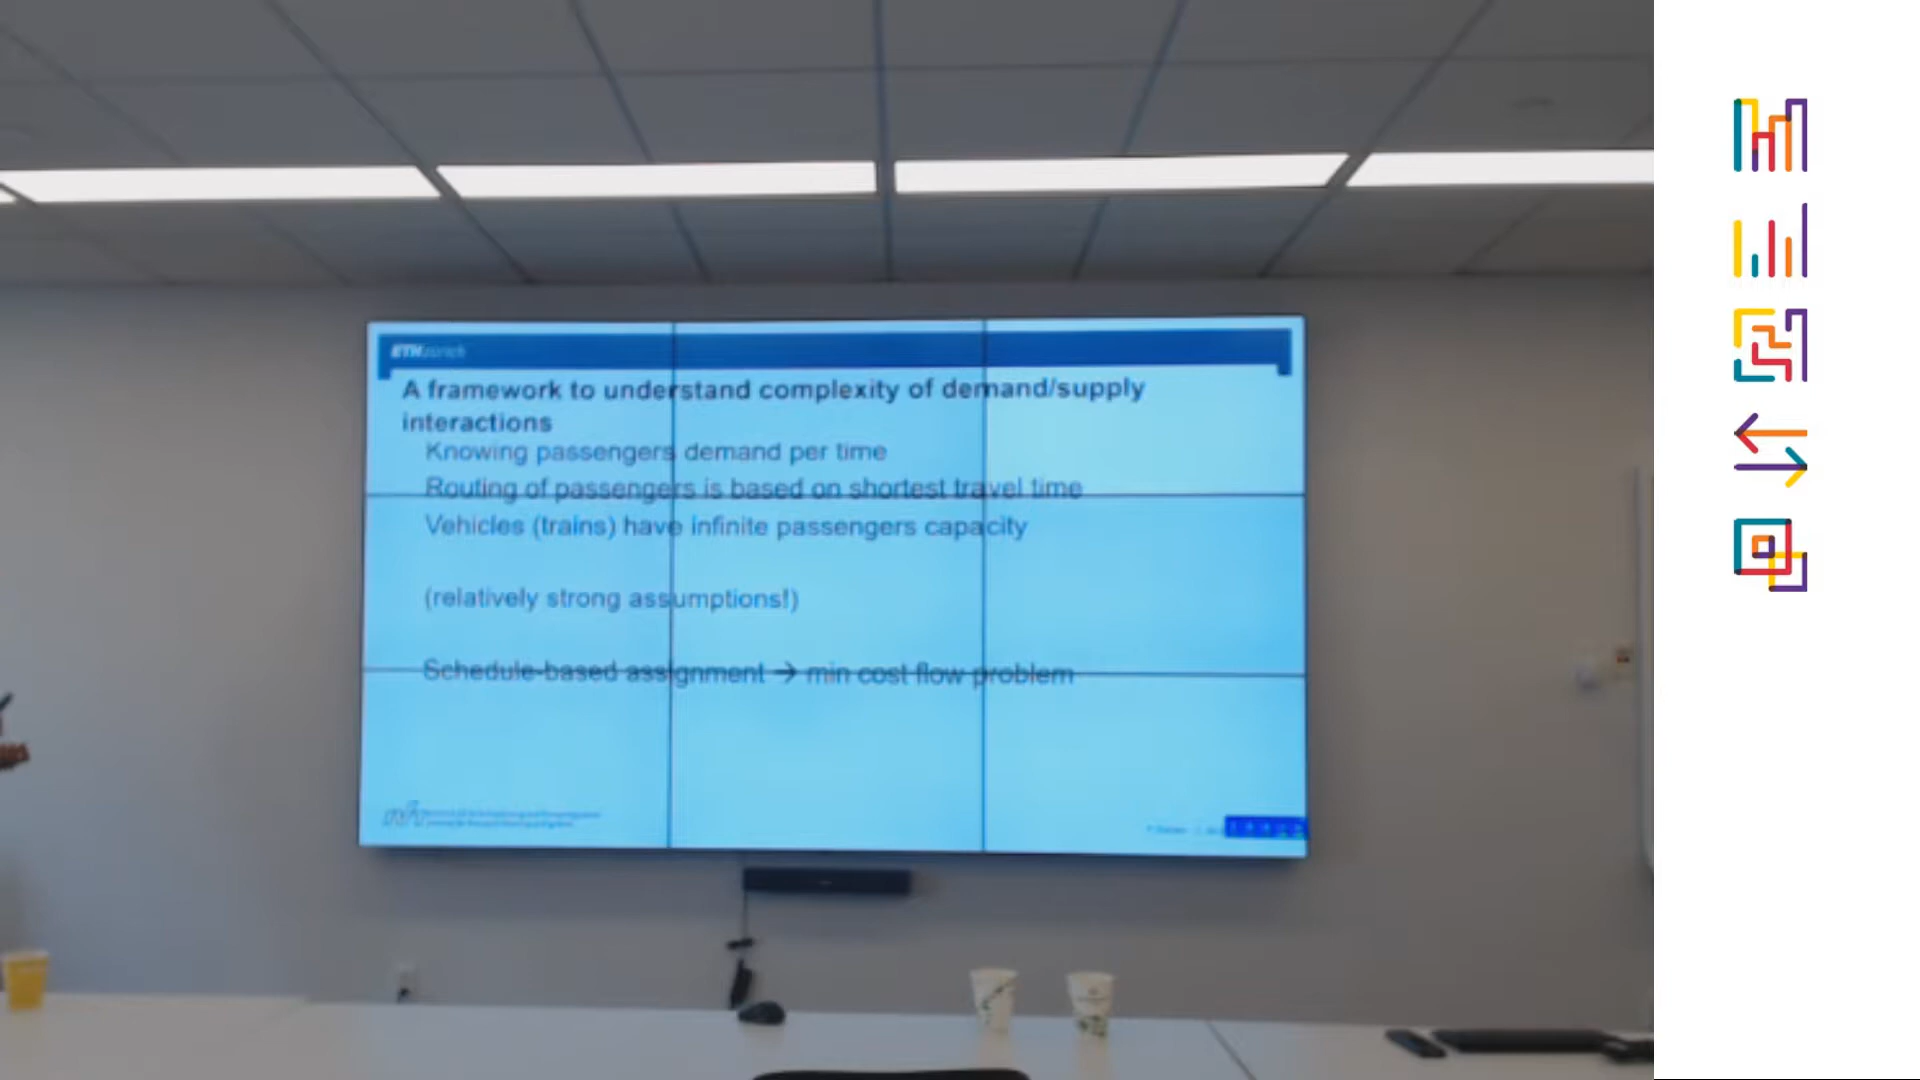 ETHzürich
A framework to understand complexity of demand/supply
interactions
Knowing passengers demand per time
Routing of passengers is based on shortest travel time
Vehicles (trains) have infinite passengers capacity
(relatively strong assumptions!)
Schedule-based assignment → min cost flow problem